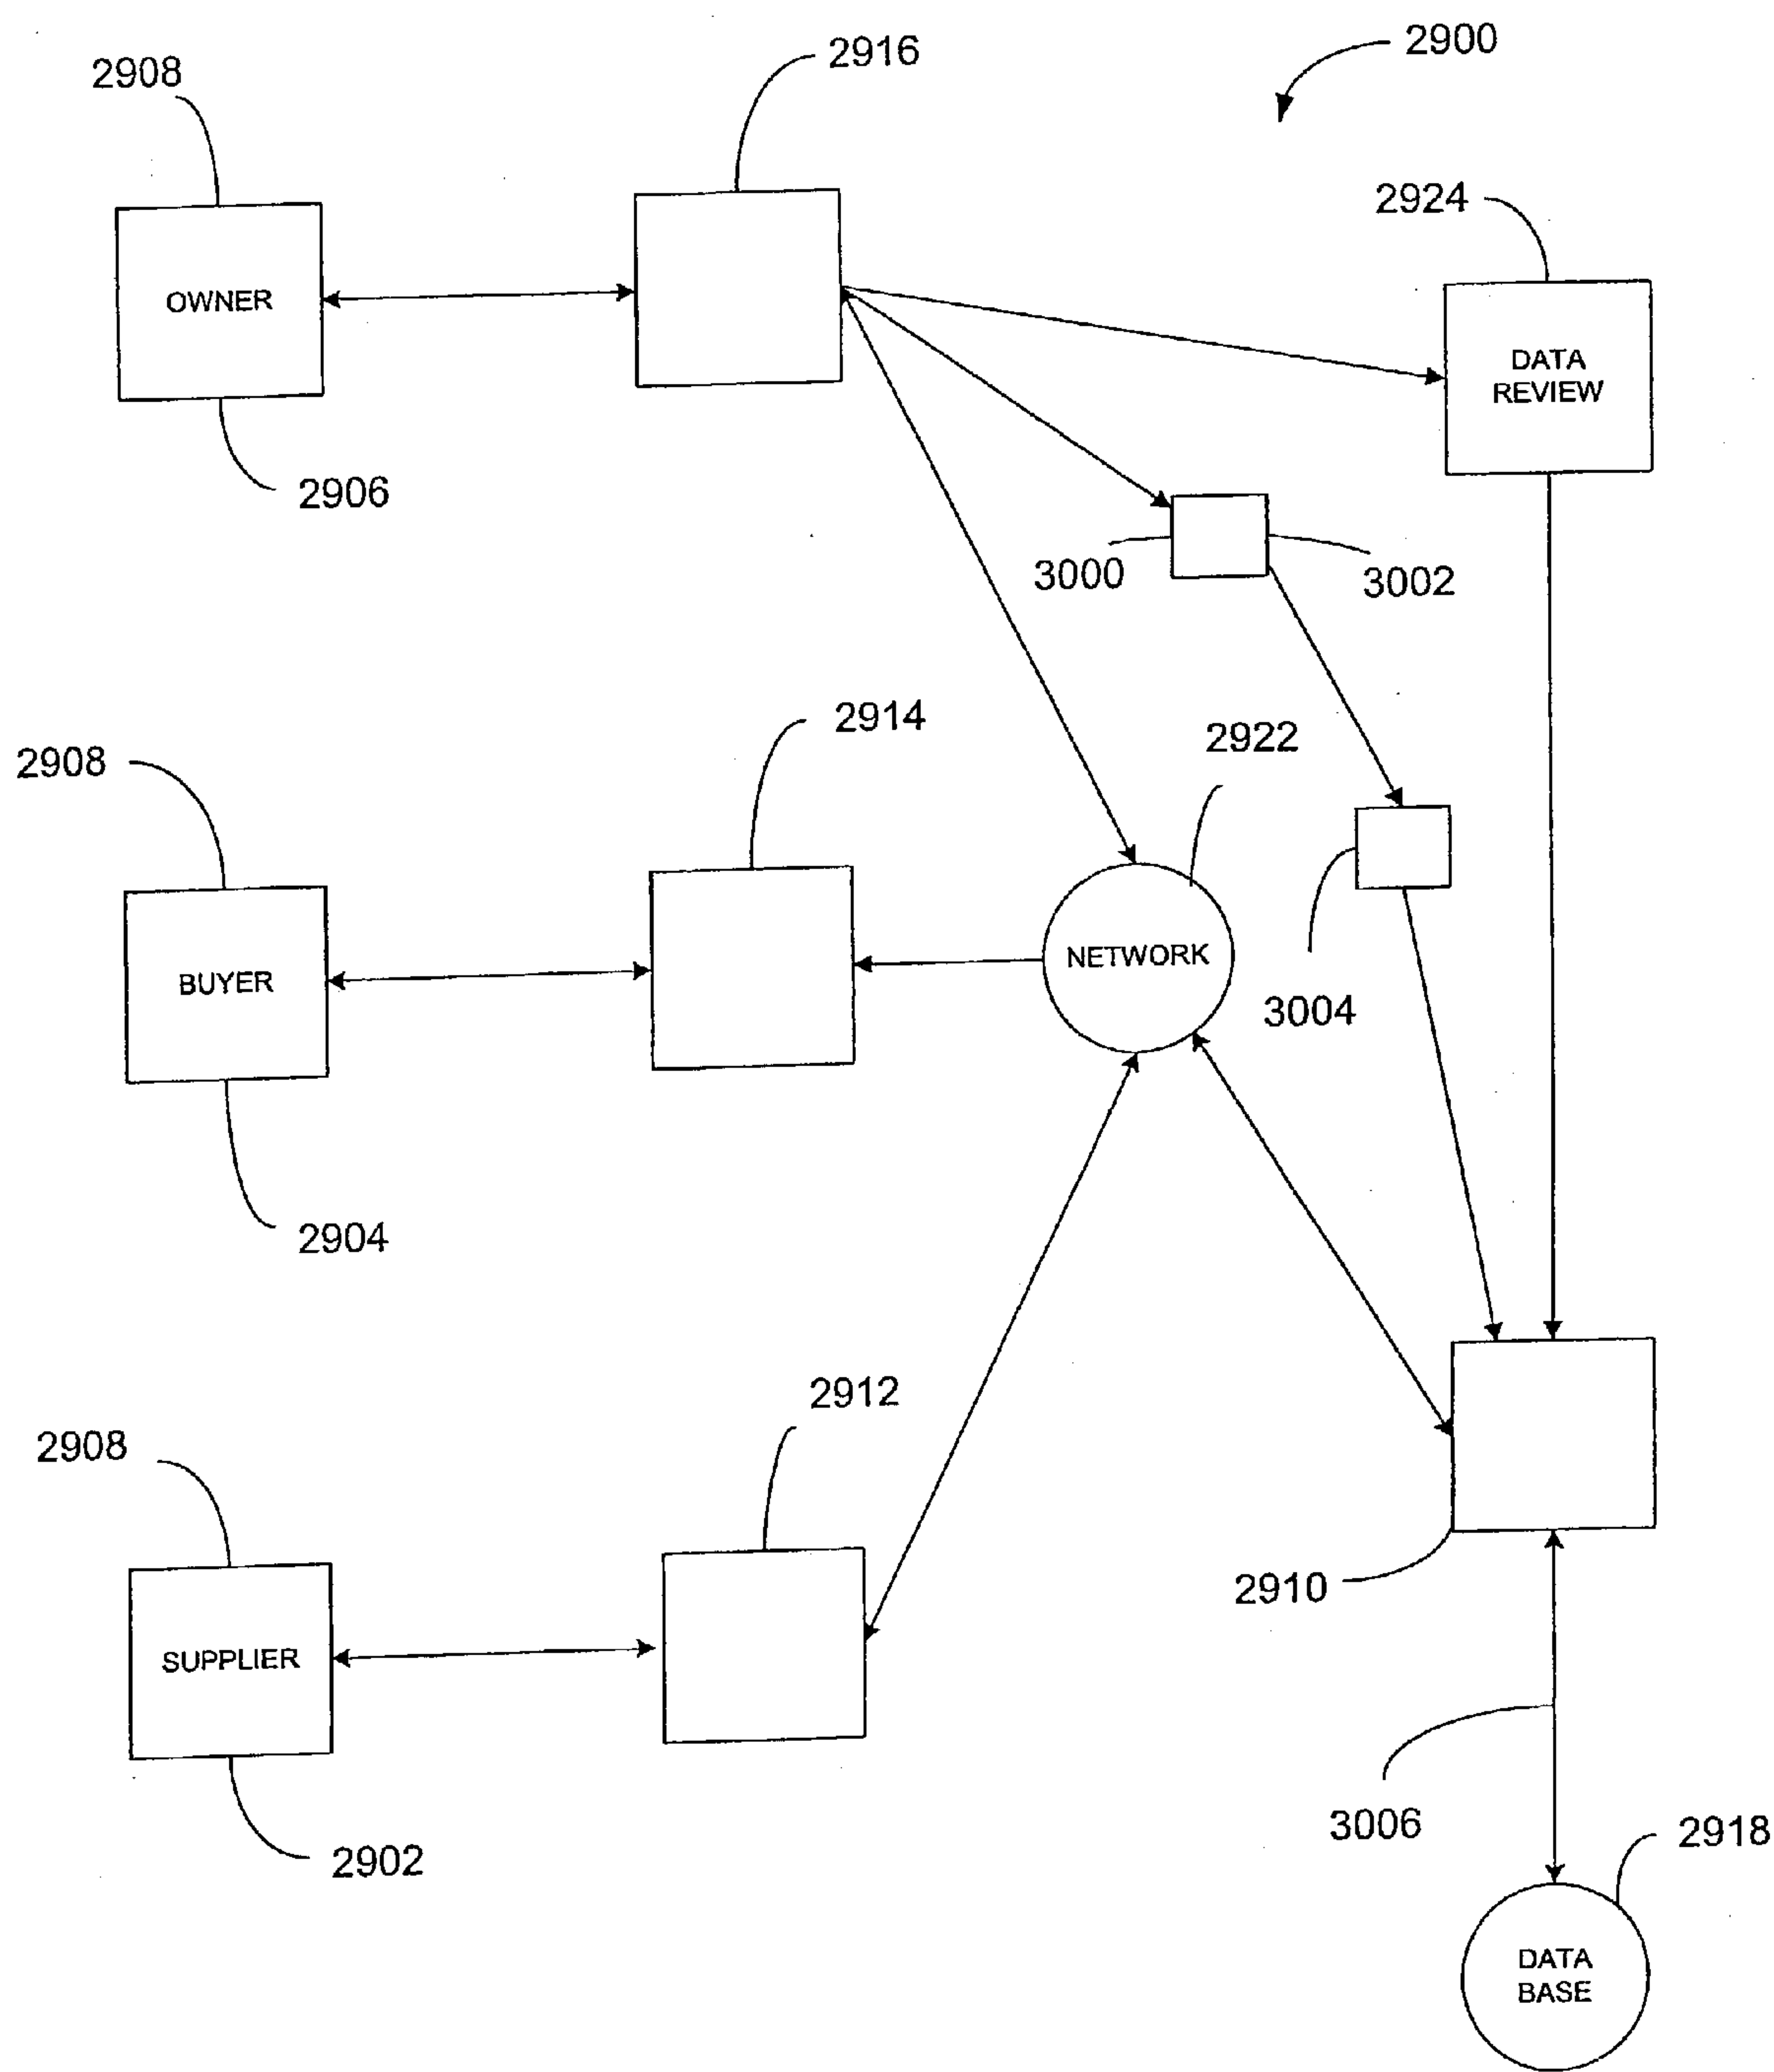 2916
2900
2908
2924
OWNER
DATA
REVIEW
2906
3000
3002
2914
2922
2908
NETWORK
BUYER
3004
2904
2912
2908
2910
SUPPLIER
3006
2918
2902
DATA
BASE